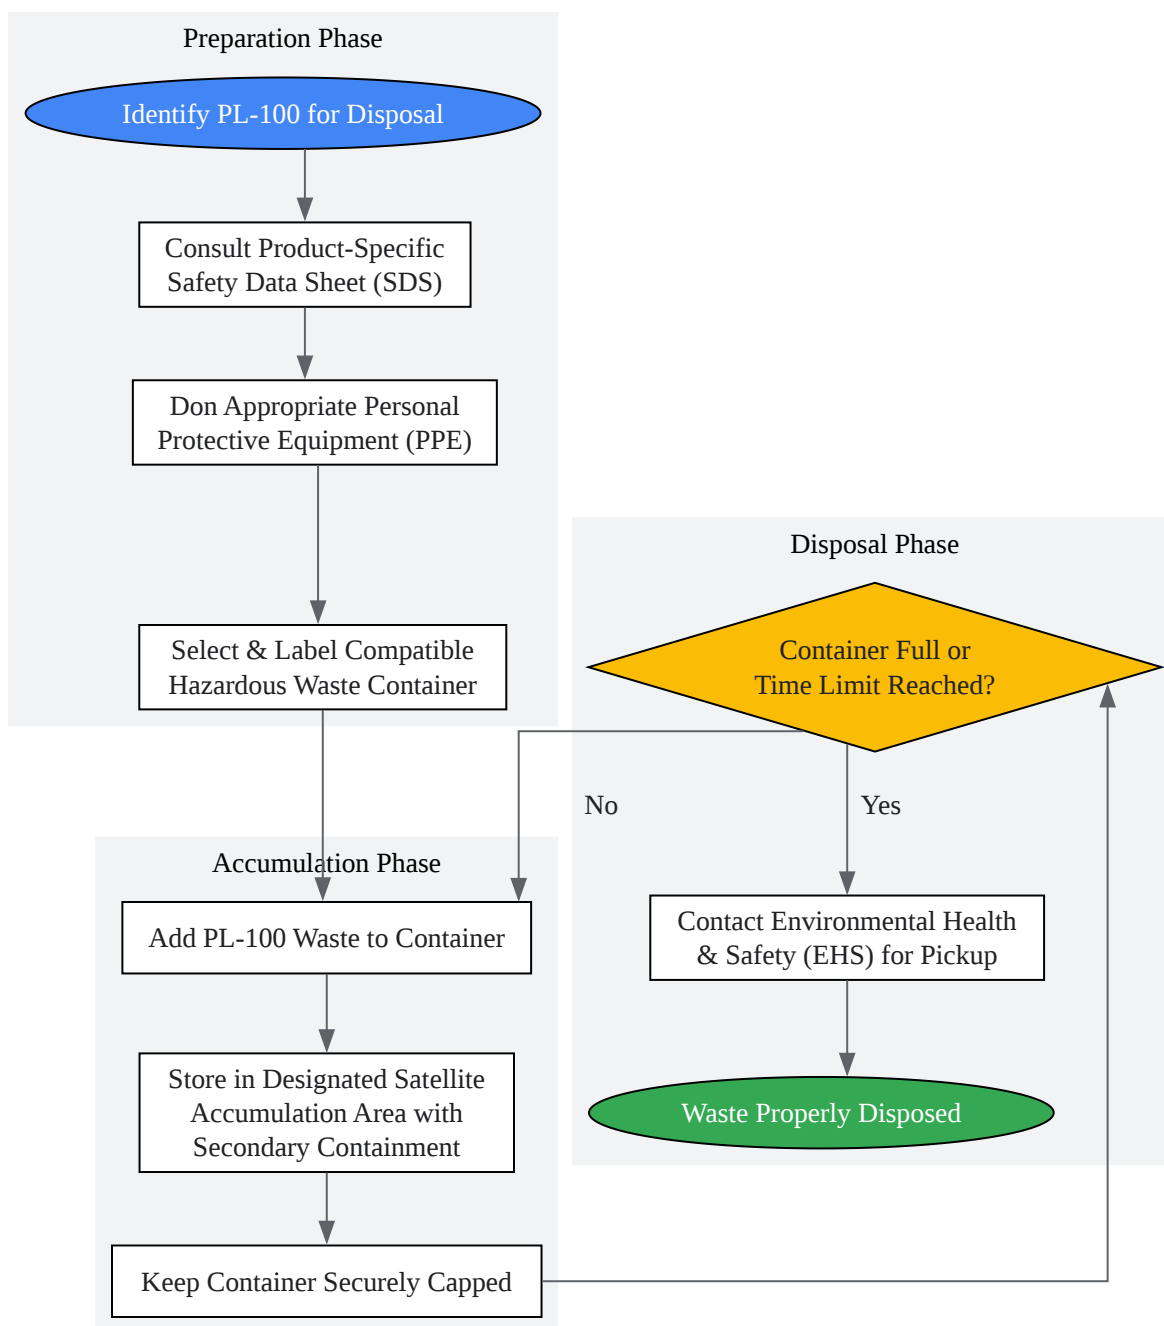 Preparation Phase
Identify PL-100 for Disposal
Consult Product-Specific
Safety Data Sheet (SDS)
Don Appropriate Personal
Protective Equipment (PPE)
Select & Label Compatible
Hazardous Waste Container
Accumulation Phase
Add PL-100 Waste to Container
Store in Designated Satellite
Accumulation Area with
Secondary Containment
Keep Container Securely Capped
Disposal Phase
Container Full or
Time Limit Reached?
No
Yes
Contact Environmental Health
& Safety (EHS) for Pickup
Waste Properly Disposed